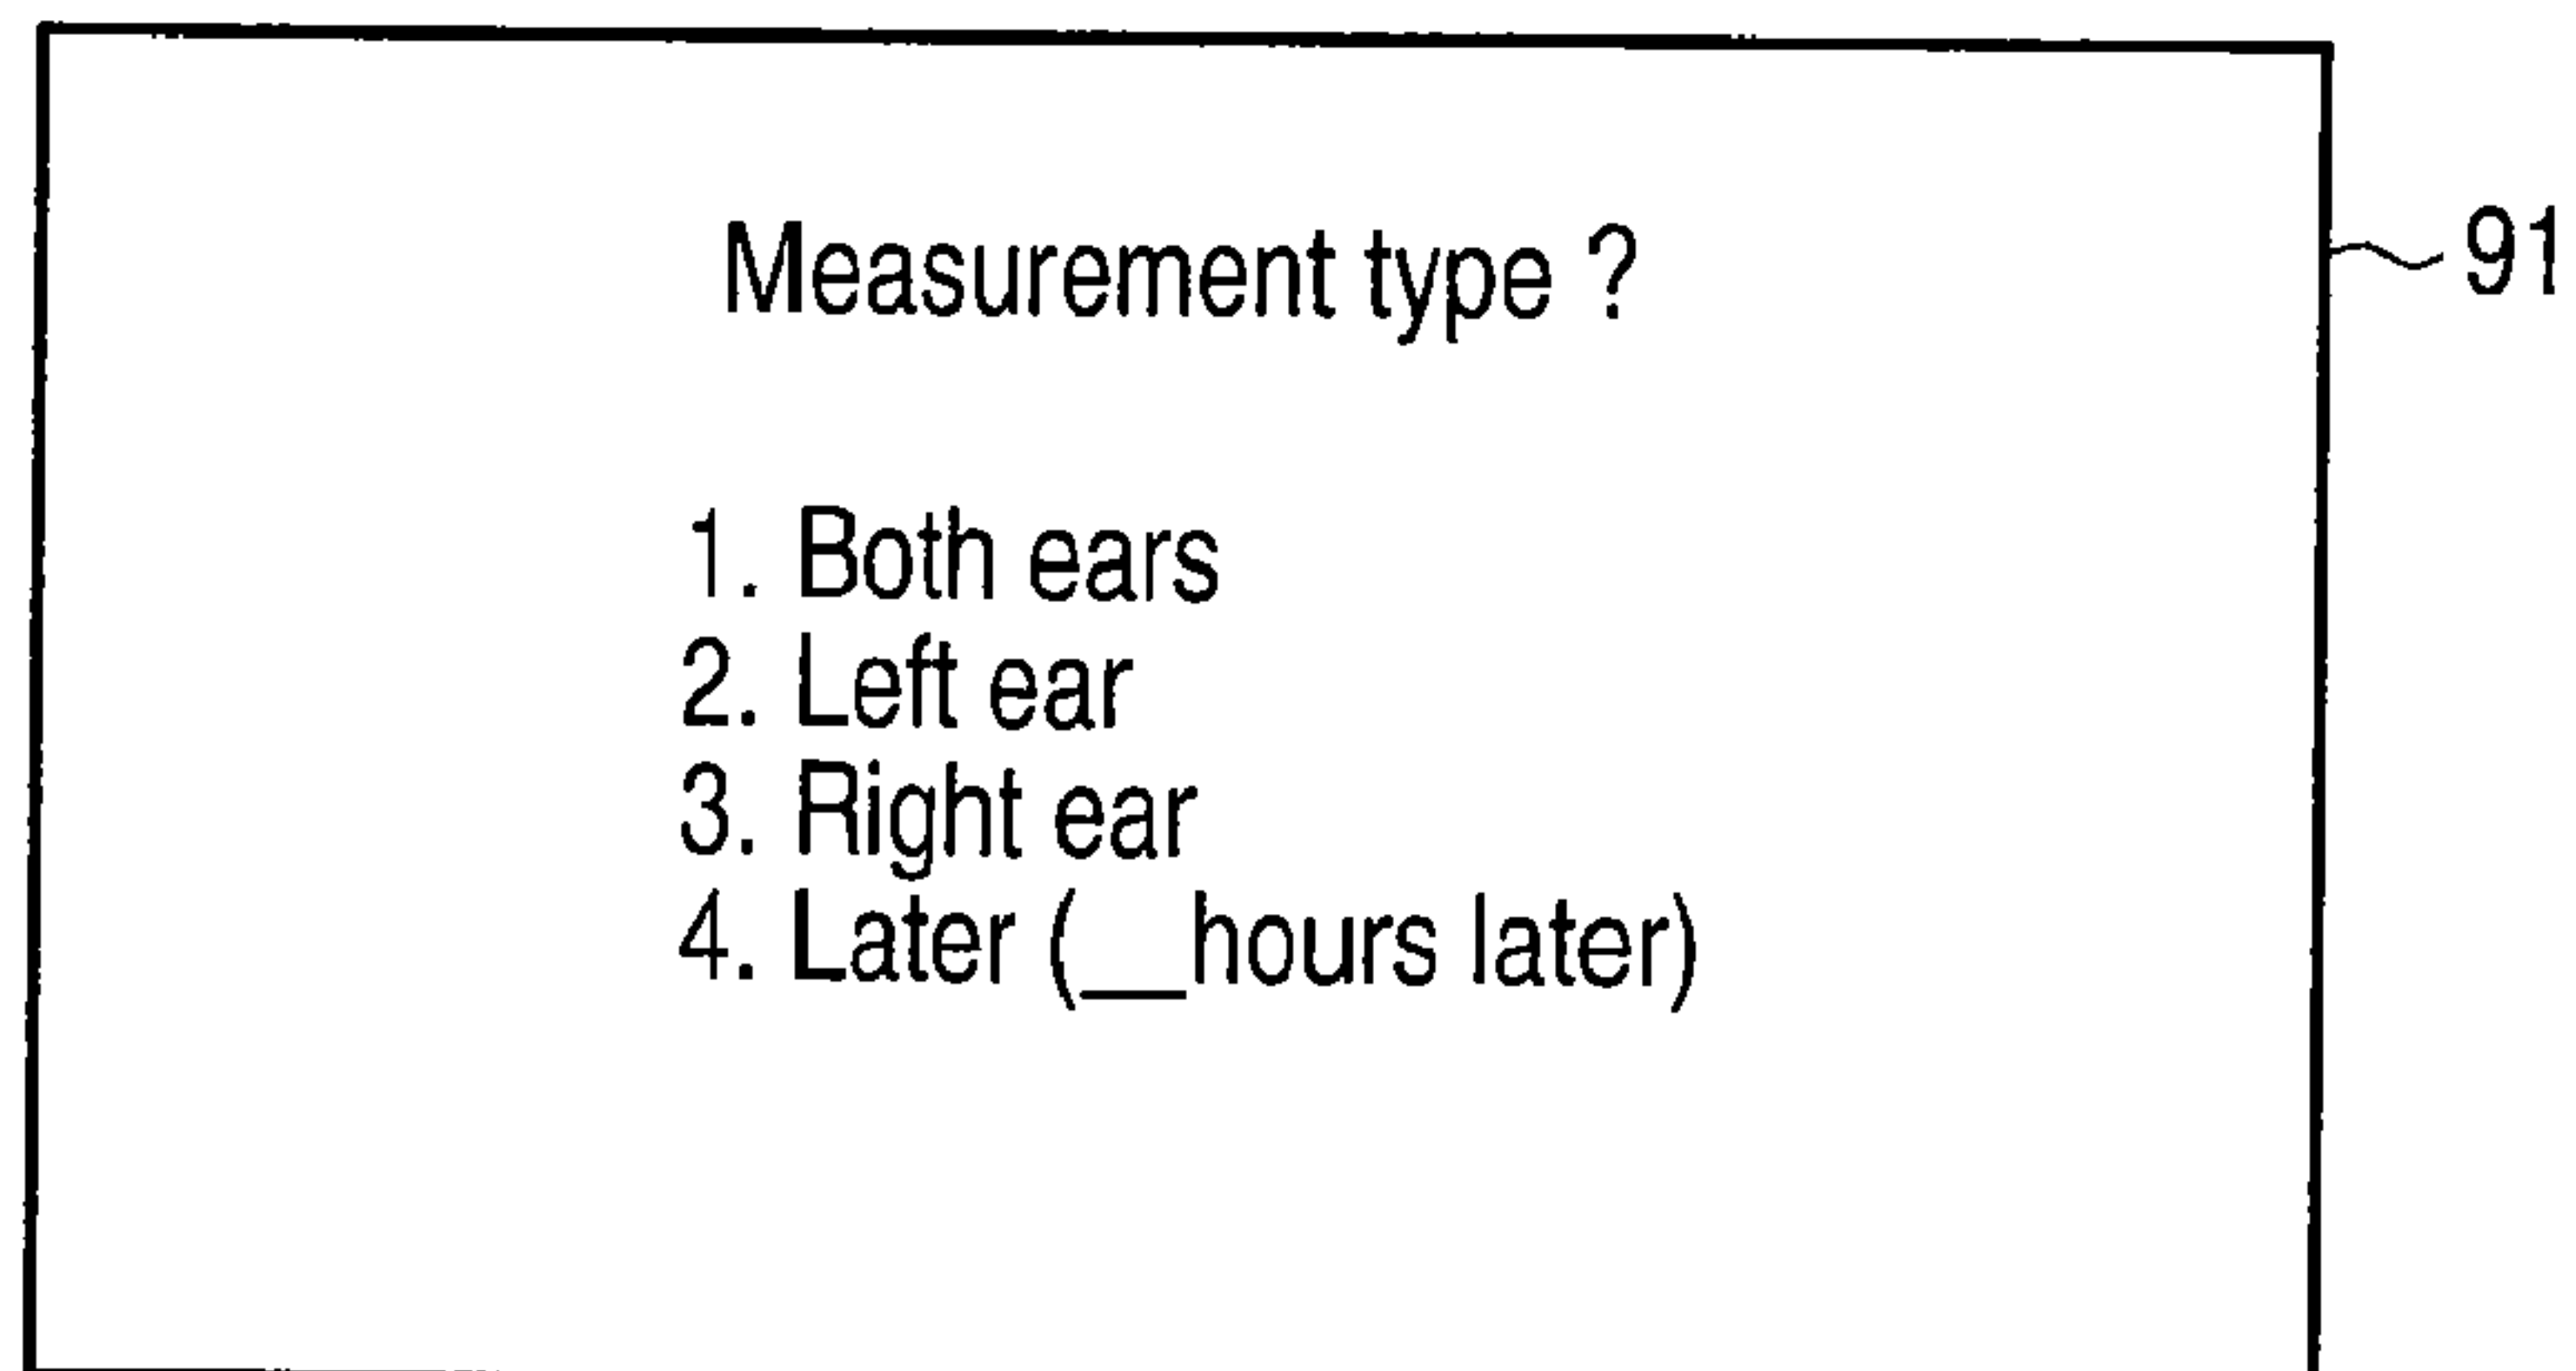 Measurement type ?
91
1. Both ears
2. Left ear
3. Right ear
4. Later (__hours later)